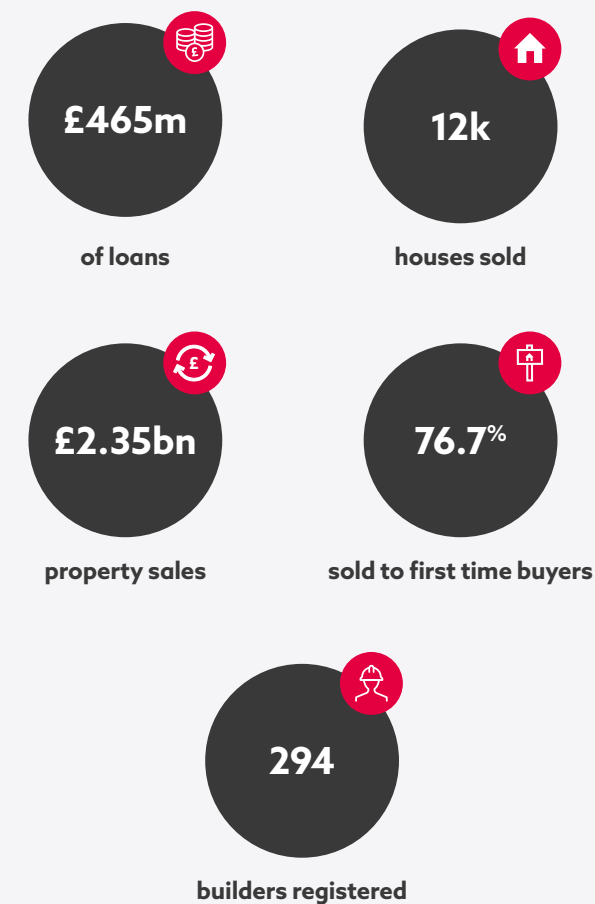 £465m
of loans
12k
houses sold
£2.35bn
£
property sales
76.7%
sold to first time buyers
294
builders registered